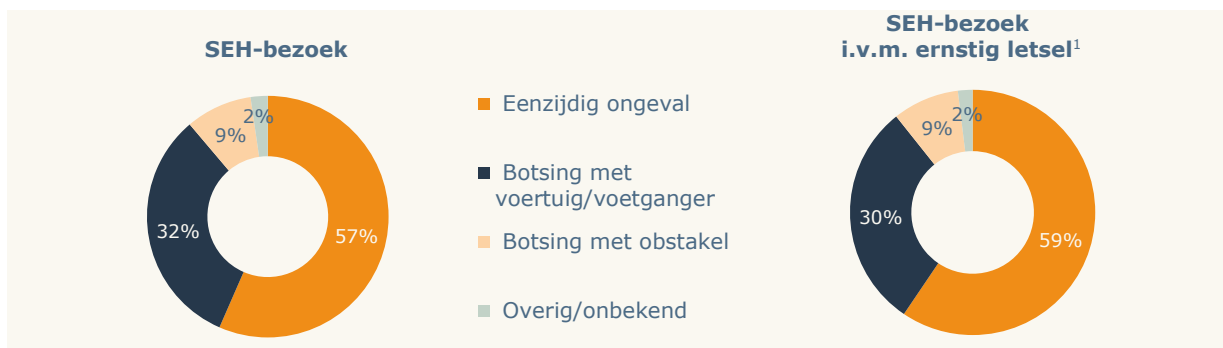 SEH-bezoek
2%
9%
32%
57%
Eenzijdig ongeval
Botsing met
voertuig/voetganger
Botsing met obstakel
Overig/onbekend
SEH-bezoek
i.v.m. ernstig letsel¹
2%
9%
30%
59%